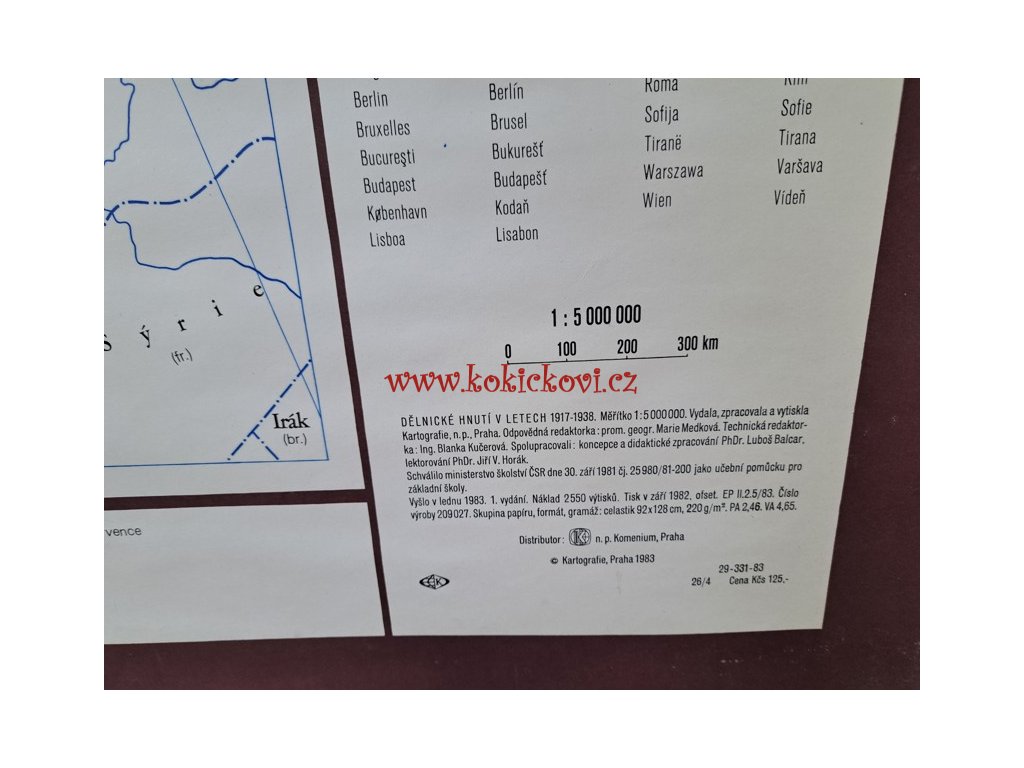 Berlin
Bruxelles
Bucureşti
Budapest
København
Lisboa
Berlín
Brusel
Bukurešť
Budapešť
Kodaň
Lisabon
Roma
Sofija
Tiranë
Warszawa
Wien
Sofie
Tirana
Varšava
Vídeň
Sýrie
(fr.)
Irák
(br.)
1 : 5 000 000
0 100 200 300 km
www.kokickovi.cz
DĚLNICKÉ HNUTÍ V LETECH 1917-1938. Měřítko 1:5 000 000. Vydala, zpracovala a vytiskla
Kartografie, n.p., Praha. Odpovědná redaktorka: prom. geogr. Marie Medková. Technická redaktor-
ka: Ing. Blanka Kučerová. Spolupracovali: koncepce a didaktické zpracování PhDr. Luboš Balcar,
lektorování PhDr. Jiří V. Horák.
Schválilo ministerstvo školství ČSR dne 30. září 1981 čj. 25 980/81-200 jako učební pomůcku pro
základní školy.
Vyšlo v lednu 1983. 1. vydání. Náklad 2550 výtisků. Tisk v září 1982, ofset. EP II.2.5/83. Číslo
výroby 209027. Skupina papíru, formát, gramáž: celastik 92x128 cm, 220 g/m². PA 2,46. VA 4,65.
vence
Distributor: K n. p. Komenium, Praha
© Kartografie, Praha 1983
29-331-83
26/4 Cena Kčs 125,-